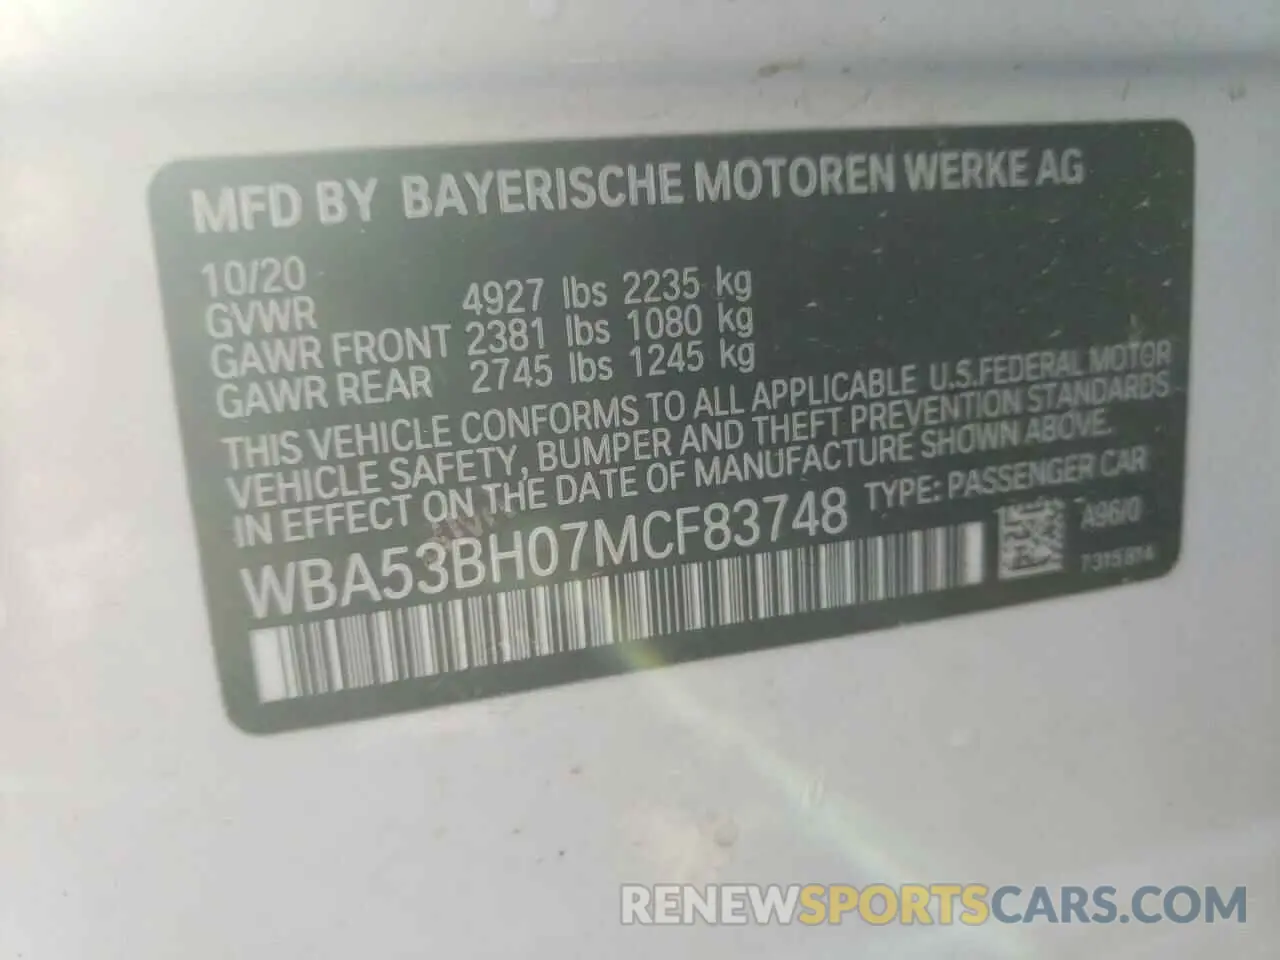 MFD BY BAYERISCHE MOTOREN WERKE AG
10/20
GVWR 4927 lbs 2235 kg
GAWR FRONT 2381 lbs 1080 kg
GAWR REAR 2745 lbs 1245 kg
THIS VEHICLE CONFORMS TO ALL APPLICABLE U.S.FEDERAL MOTOR
VEHICLE SAFETY, BUMPER AND THEFT PREVENTION STANDARDS
IN EFFECT ON THE DATE OF MANUFACTURE SHOWN ABOVE.
WBA53BH07MCF83748 TYPE: PASSENGER CAR
A96/0
7315814
RENEWSPORTSCARS.COM